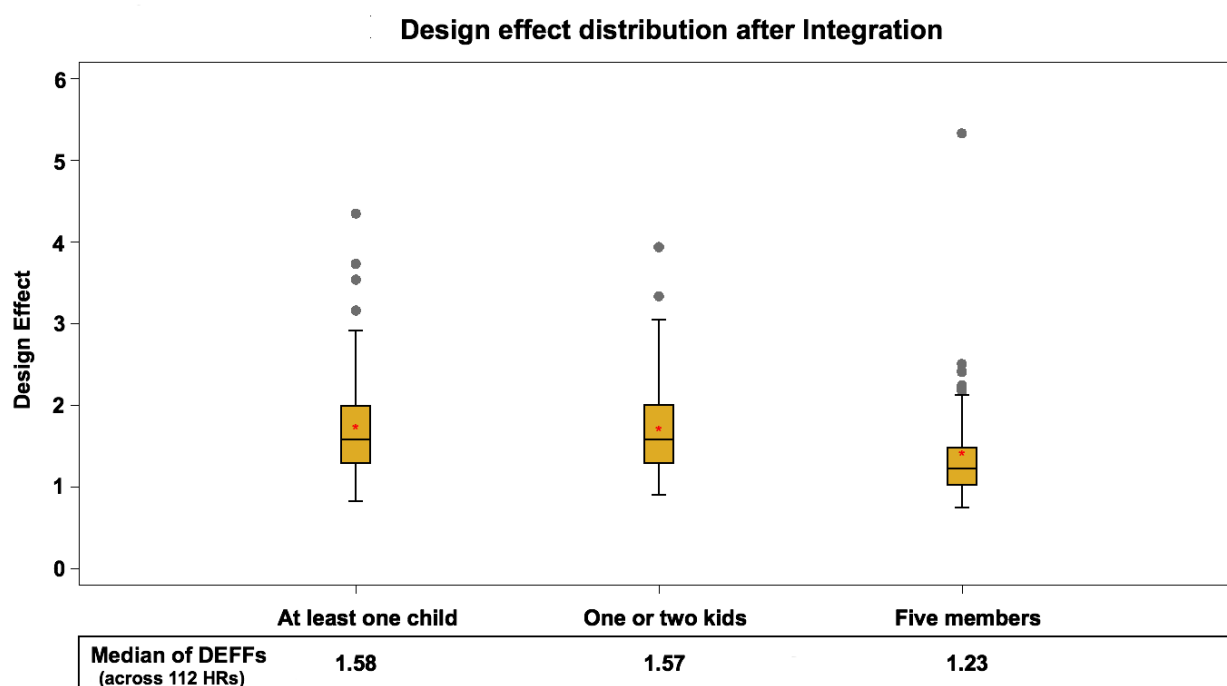 Design effect distribution after Integration
6
5
4
3
2
1
0
Design Effect
At least one child
One or two kids
Five members
Median of DEFFs
(across 112 HRs)
1.58
1.57
1.23